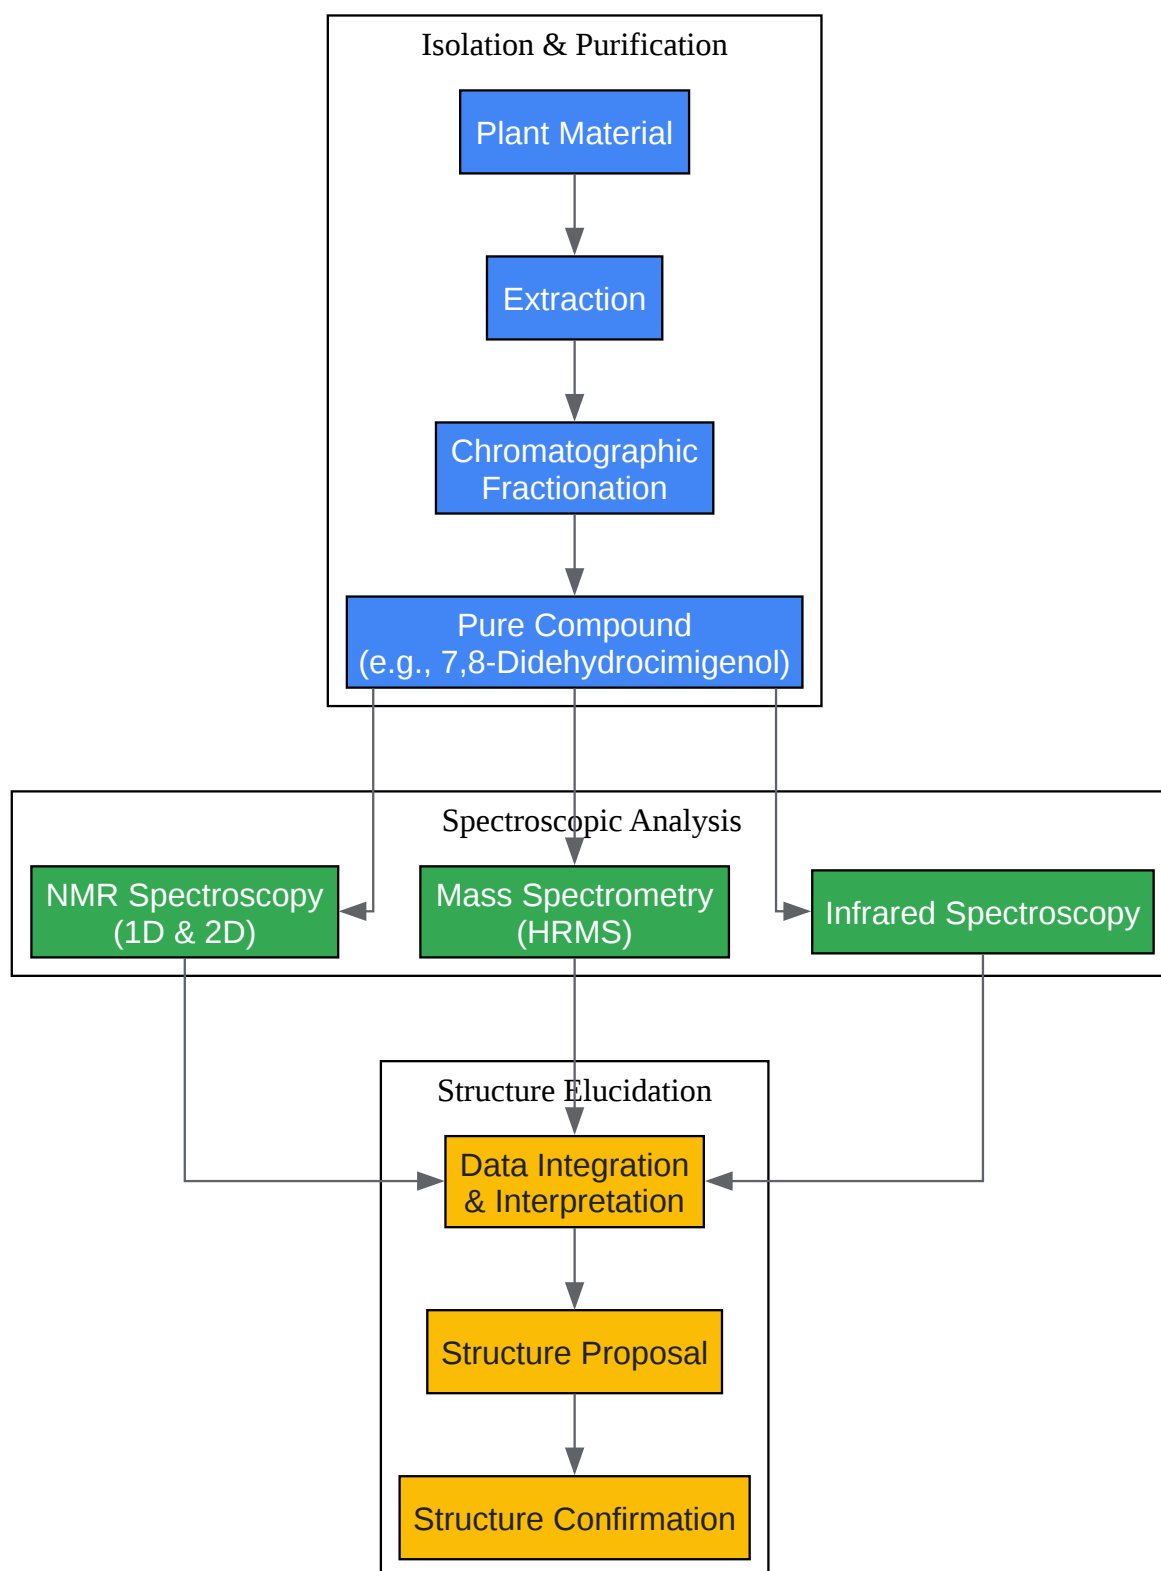 Isolation & Purification
Plant Material
Extraction
Chromatographic
Fractionation
Pure Compound
(e.g., 7,8-Didehydrocimigenol)
Spectroscopic Analysis
NMR Spectroscopy
(1D & 2D)
Mass Spectrometry
(HRMS)
Infrared Spectroscopy
Structure Elucidation
Data Integration
& Interpretation
Structure Proposal
Structure Confirmation